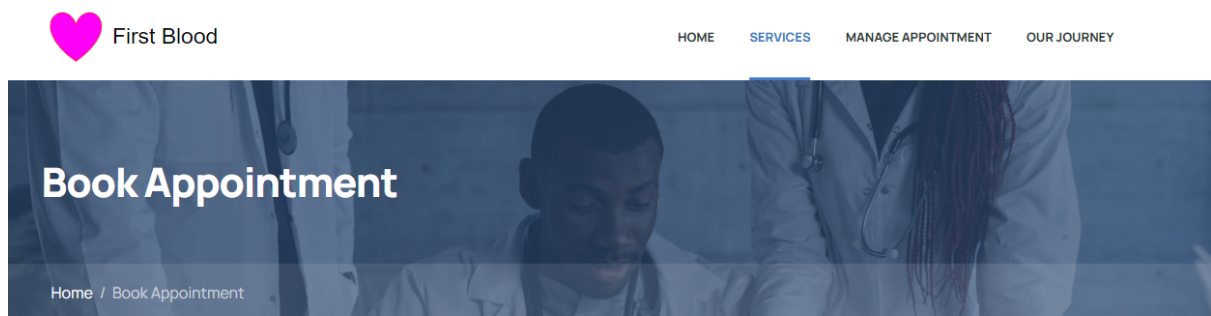 First Blood
HOME SERVICES MANAGE APPOINTMENT OUR JOURNEY
Book Appointment
Home / Book Appointment